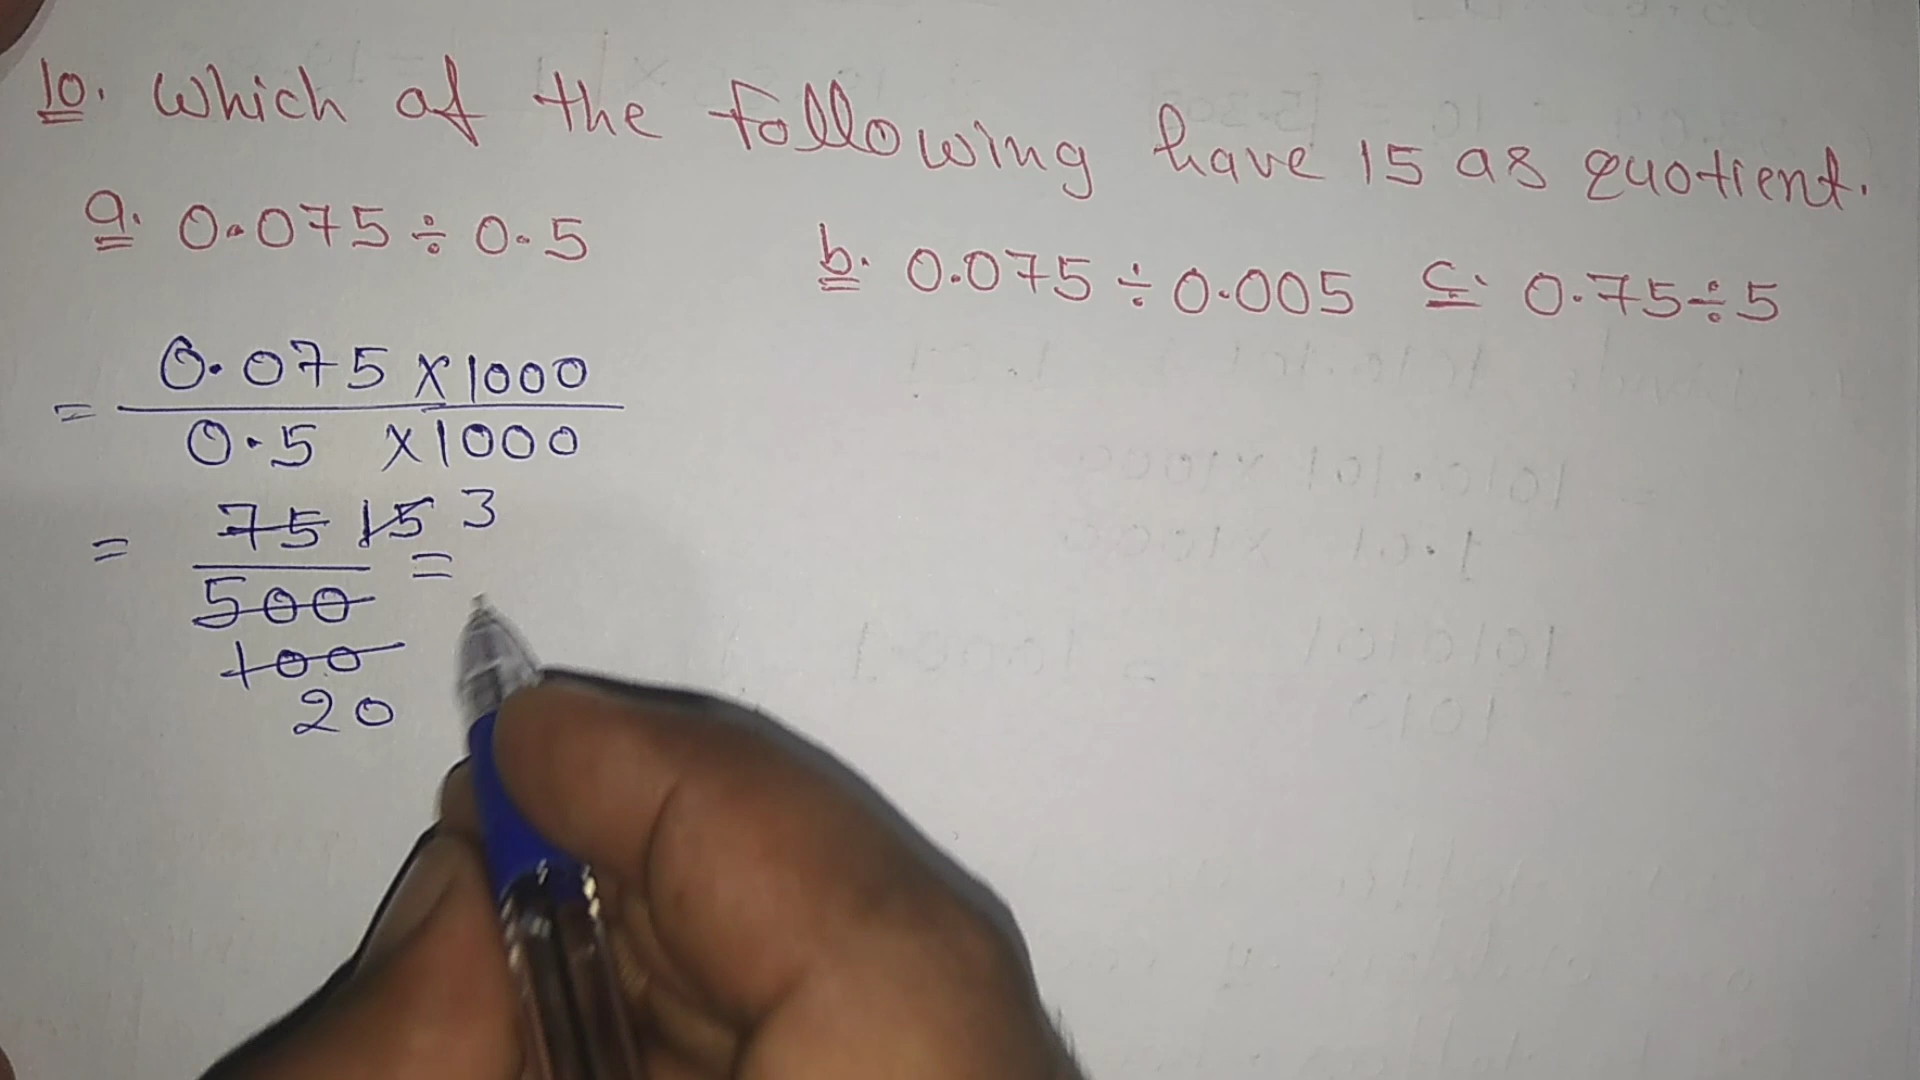 10. Which of the following have 15 as quotient.
a. 0.075 ÷ 0.5
b. 0.075 ÷ 0.005 c. 0.75 ÷ 5
= 0.075 × 1000
0.5 × 1000
= 75 15 3
500 =
100
20